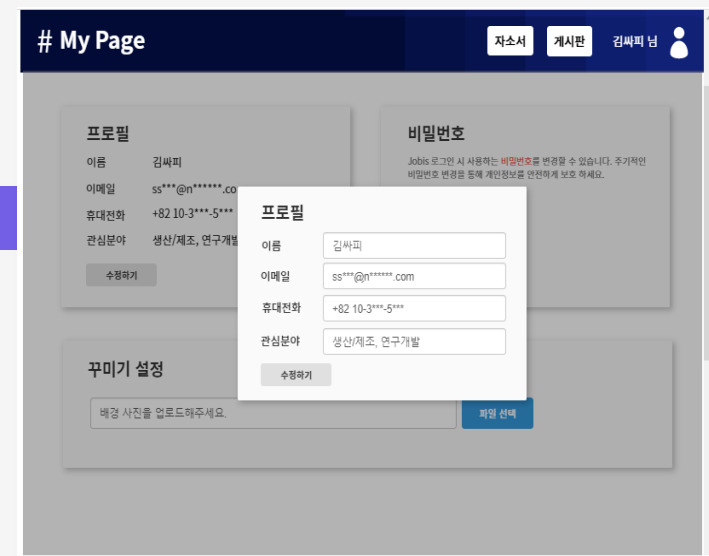 # My Page
자소서 게시판 김싸피 님
프로필
이름 김싸피
이메일 ss***@n******.co
휴대전화 +82 10-3***-5***
관심분야 생산/제조, 연구개발
수정하기
비밀번호
Jobis 로그인 시 사용하는 비밀번호를 변경할 수 있습니다. 주기적인
비밀번호 변경을 통해 개인정보를 안전하게 보호 하세요.
프로필
이름 김싸피
이메일 ss***@n******.com
휴대전화 +82 10-3***-5***
관심분야 생산/제조, 연구개발
수정하기
꾸미기 설정
배경 사진을 업로드해주세요.
파일 선택